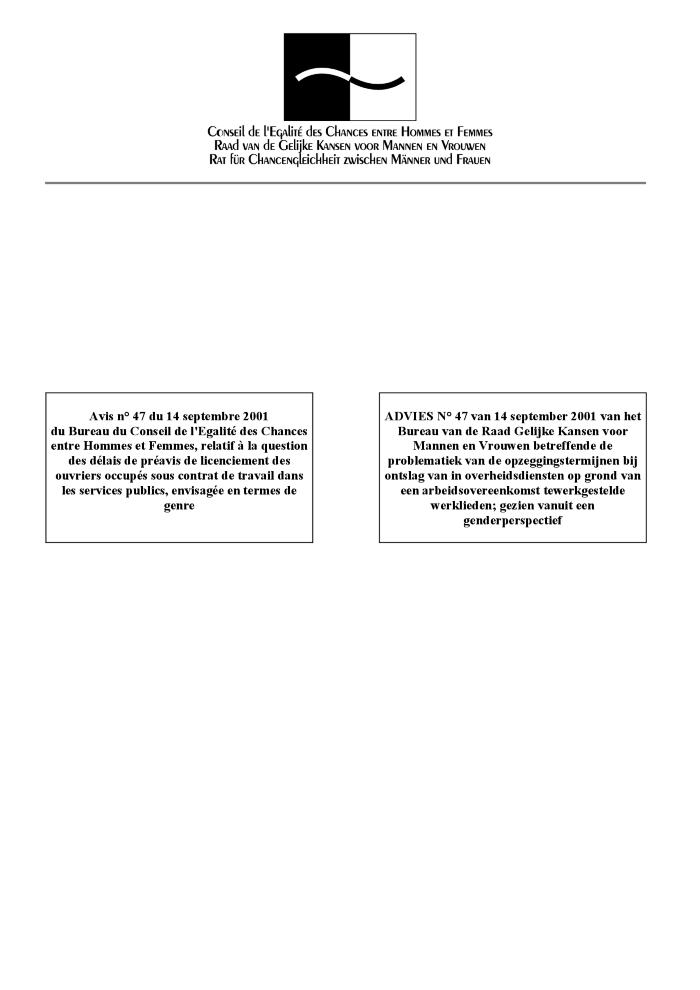 Conseil de l'Egalité des Chances entre Hommes et Femmes
Raad van de Gelijke Kansen voor Mannen en Vrouwen
Rat für Chancengleichheit zwischen Männer und Frauen
Avis n° 47 du 14 septembre 2001
du Bureau du Conseil de l'Egalité des Chances
entre Hommes et Femmes, relatif à la question
des délais de préavis de licenciement des
ouvriers occupés sous contrat de travail dans
les services publics, envisagée en termes de
genre
ADVIES N° 47 van 14 september 2001 van het
Bureau van de Raad Gelijke Kansen voor
Mannen en Vrouwen betreffende de
problematiek van de opzeggingstermijnen bij
ontslag van in overheidsdiensten op grond van
een arbeidsovereenkomst tewerkgestelde
werklieden; gezien vanuit een
genderperspectief